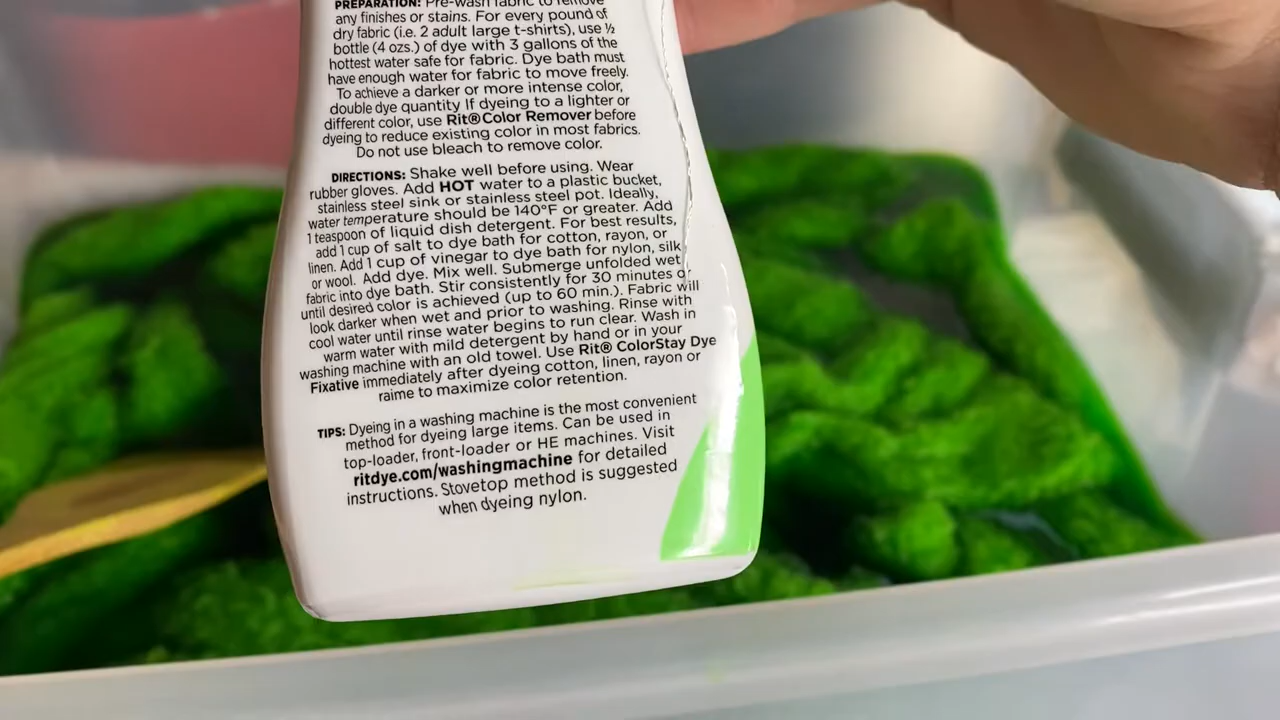 PREPARATION: Pre-wash fabric to remove
any finishes or stains. For every pound of
dry fabric (i.e. 2 adult large t-shirts), use ½
bottle (4 ozs.) of dye with 3 gallons of the
hottest water safe for fabric. Dye bath must
have enough water for fabric to move freely.
To achieve a darker or more intense color,
double dye quantity If dyeing to a lighter or
different color, use Rit®Color Remover before
dyeing to reduce existing color in most fabrics.
Do not use bleach to remove color.
DIRECTIONS: Shake well before using. Wear
rubber gloves. Add HOT water to a plastic bucket,
stainless steel sink or stainless steel pot. Ideally,
water temperature should be 140°F or greater. Add
1 teaspoon of liquid dish detergent. For best results,
add 1 cup of salt to dye bath for cotton, rayon, or
linen. Add 1 cup of vinegar to dye bath for nylon, silk
or wool. Add dye. Mix well. Submerge unfolded wet
fabric into dye bath. Stir consistently for 30 minutes or
until desired color is achieved (up to 60 min.). Fabric will
look darker when wet and prior to washing. Rinse with
cool water until rinse water begins to run clear. Wash in
warm water with mild detergent by hand or in your
washing machine with an old towel. Use Rit® ColorStay Dye
Fixative immediately after dyeing cotton, linen, rayon or
raime to maximize color retention.
TIPS: Dyeing in a washing machine is the most convenient
method for dyeing large items. Can be used in
top-loader, front-loader or HE machines. Visit
ritdye.com/washingmachine for detailed
instructions. Stovetop method is suggested
when dyeing nylon.